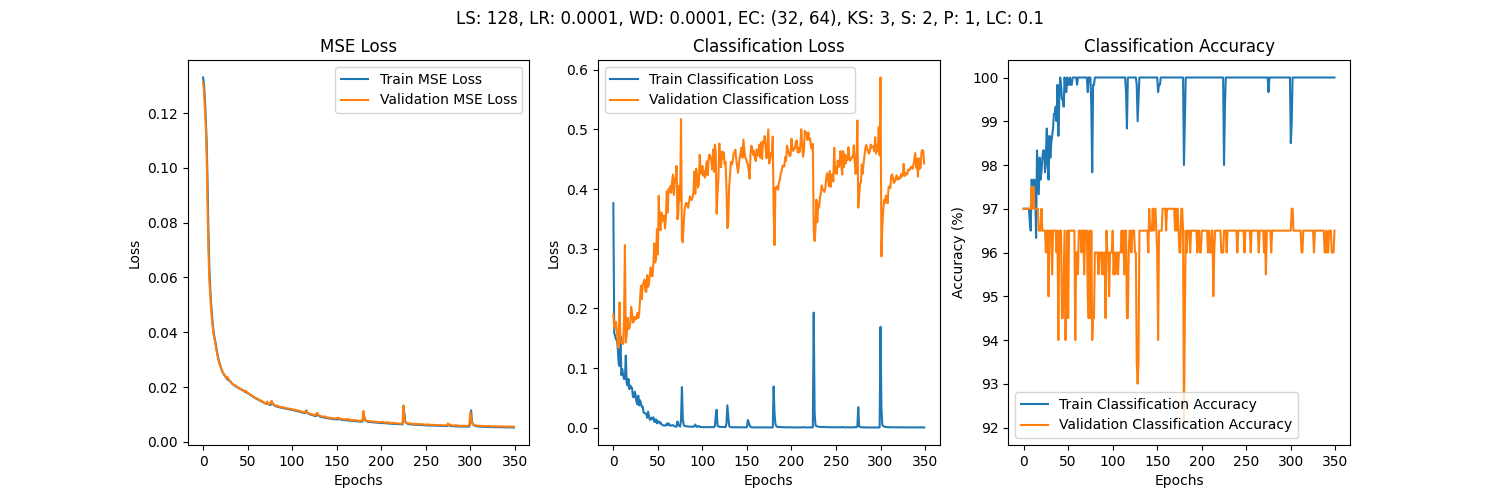 LS: 128, LR: 0.0001, WD: 0.0001, EC: (32, 64), KS: 3, S: 2, P: 1, LC: 0.1
MSE Loss
Train MSE Loss
Validation MSE Loss
Loss
0.12
0.10
0.08
0.06
0.04
0.02
0.00
0 50 100 150 200 250 300 350
Epochs
Classification Loss
Train Classification Loss
Validation Classification Loss
Loss
0.6
0.5
0.4
0.3
0.2
0.1
0.0
0 50 100 150 200 250 300 350
Epochs
Classification Accuracy
Accuracy (%)
100
99
98
97
96
95
94
93
92
Train Classification Accuracy
Validation Classification Accuracy
0 50 100 150 200 250 300 350
Epochs